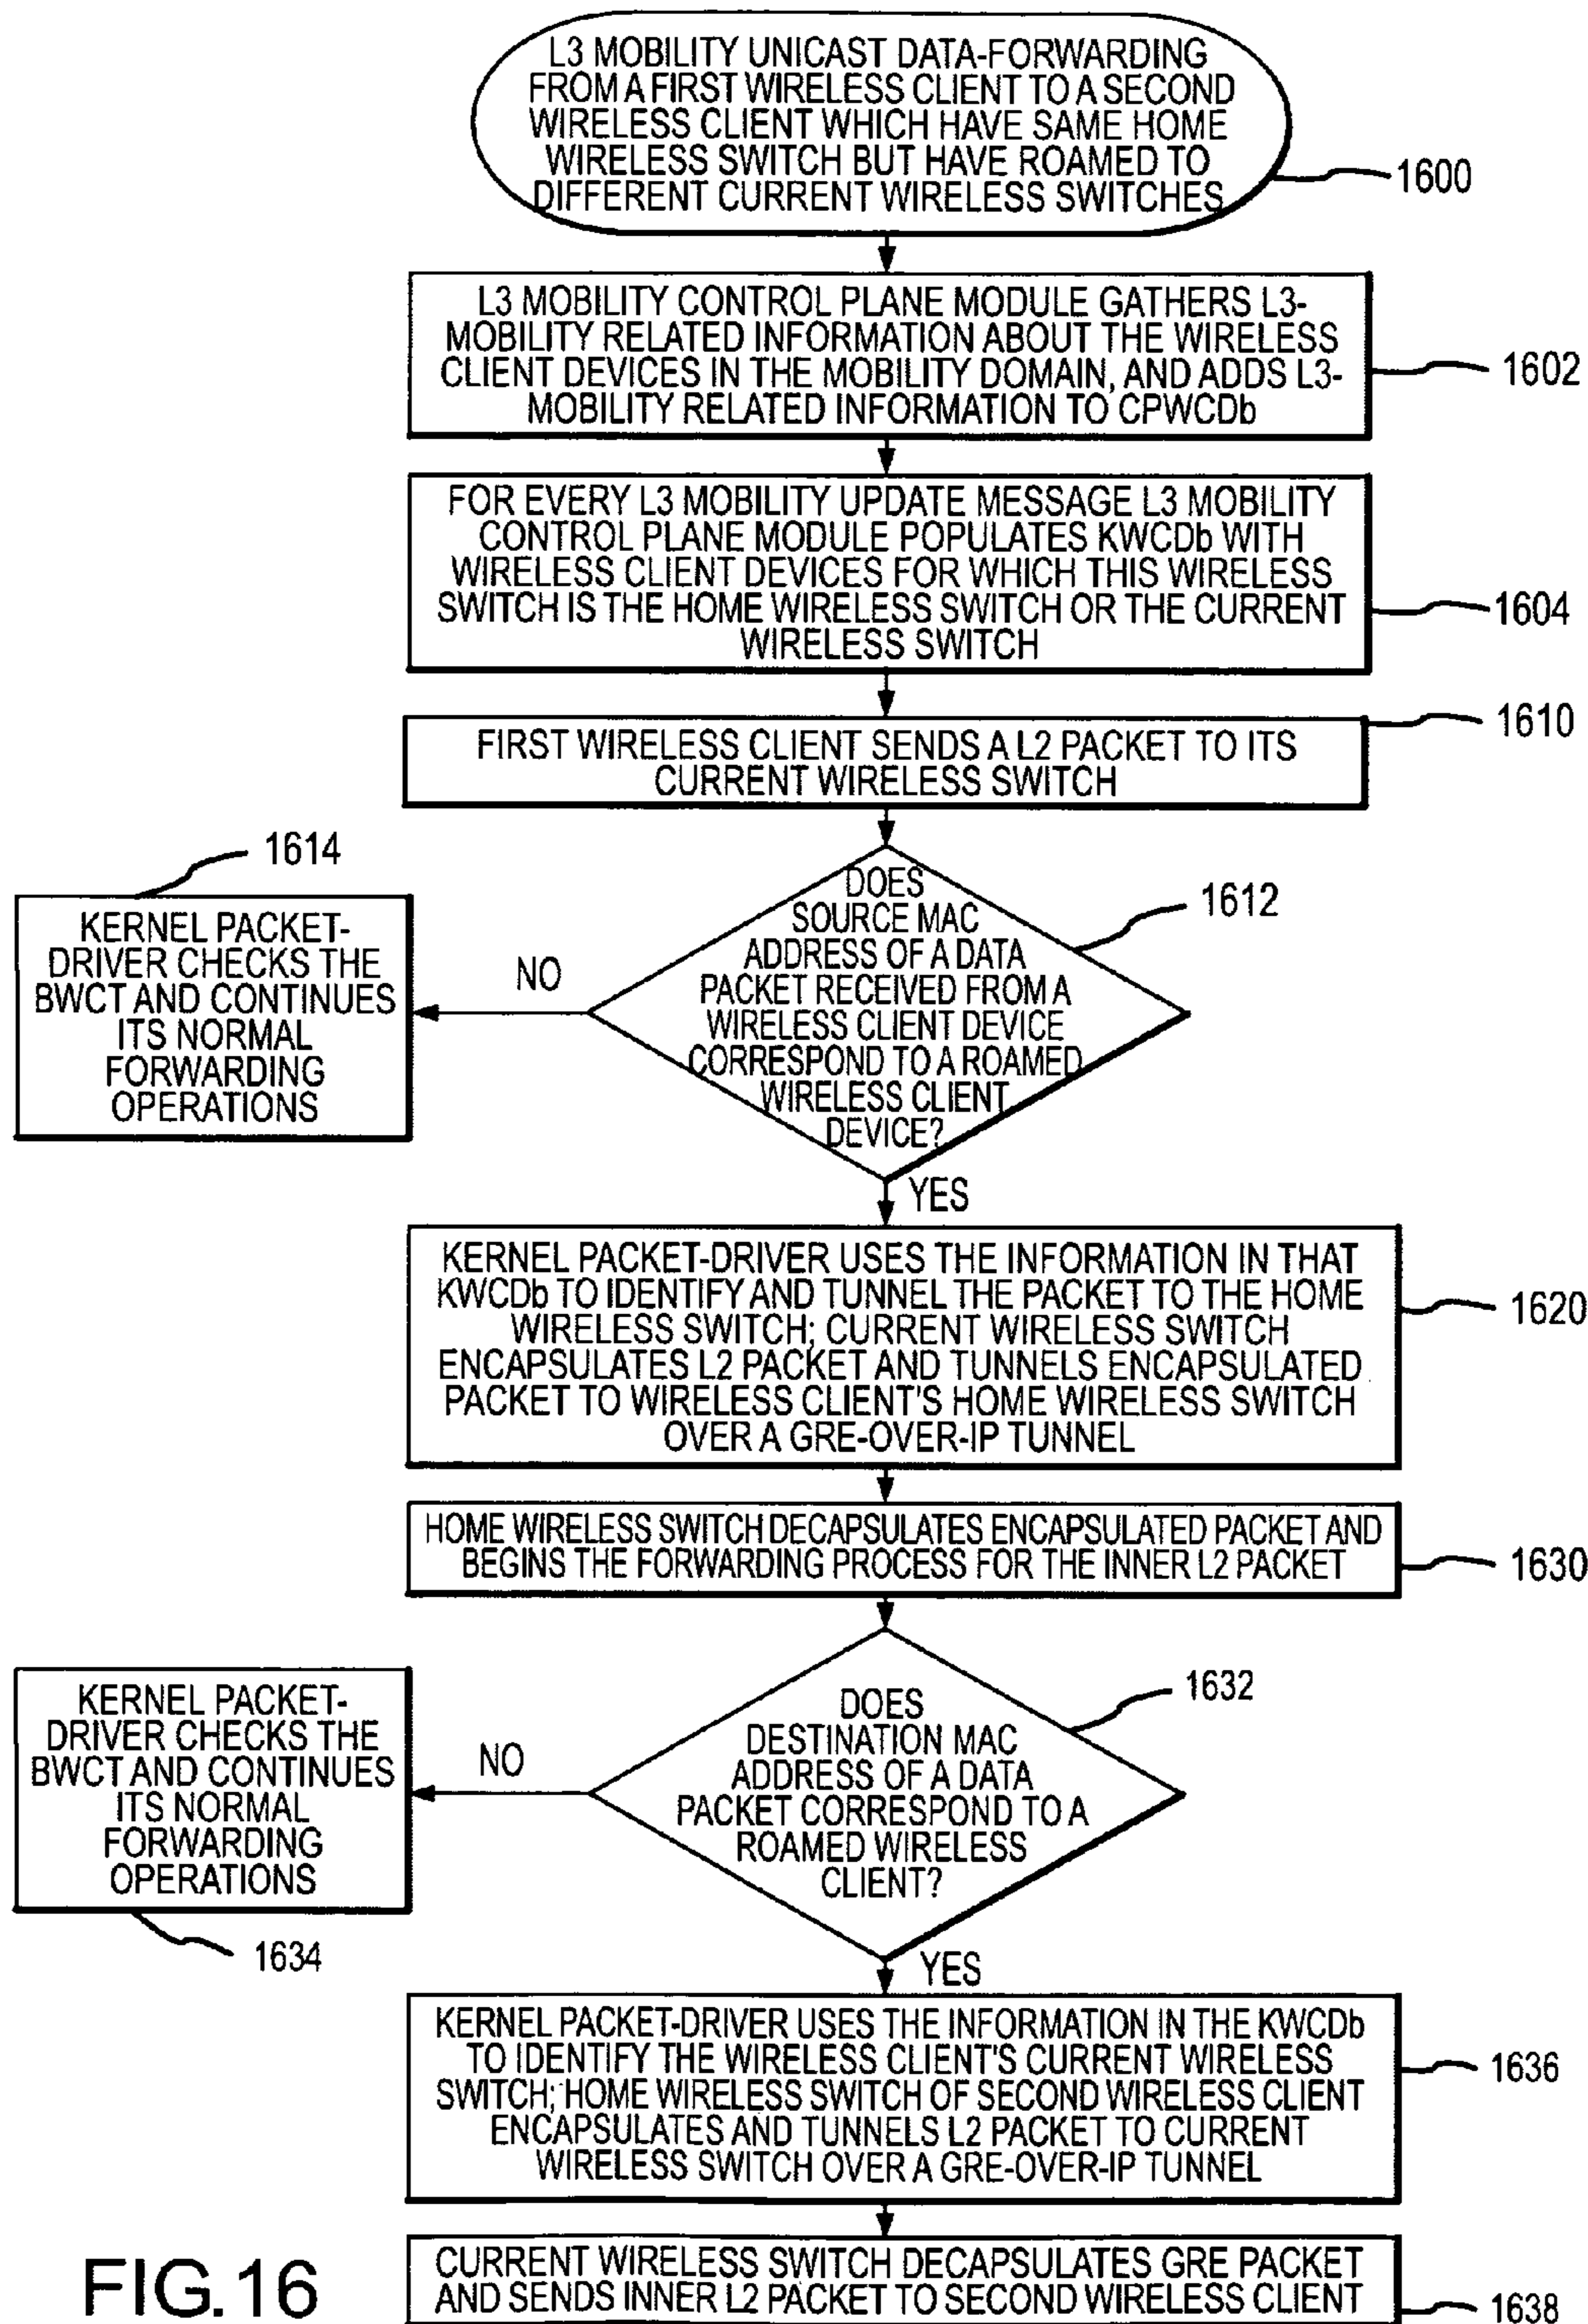 L3 MOBILITY UNICAST DATA-FORWARDING
FROM A FIRST WIRELESS CLIENT TO A SECOND
WIRELESS CLIENT WHICH HAVE SAME HOME
WIRELESS SWITCH BUT HAVE ROAMED TO
DIFFERENT CURRENT WIRELESS SWITCHES
1600
L3 MOBILITY CONTROL PLANE MODULE GATHERS L3-
MOBILITY RELATED INFORMATION ABOUT THE WIRELESS
CLIENT DEVICES IN THE MOBILITY DOMAIN, AND ADDS L3-
MOBILITY RELATED INFORMATION TO CPWCDb
1602
FOR EVERY L3 MOBILITY UPDATE MESSAGE L3 MOBILITY
CONTROL PLANE MODULE POPULATES KWCDb WITH
WIRELESS CLIENT DEVICES FOR WHICH THIS WIRELESS
SWITCH IS THE HOME WIRELESS SWITCH OR THE CURRENT
WIRELESS SWITCH
1604
FIRST WIRELESS CLIENT SENDS A L2 PACKET TO ITS
CURRENT WIRELESS SWITCH
1610
DOES
SOURCE MAC
ADDRESS OF A DATA
PACKET RECEIVED FROM A
WIRELESS CLIENT DEVICE
CORRESPOND TO A ROAMED
WIRELESS CLIENT
DEVICE?
1612
NO
1614
KERNEL PACKET-
DRIVER CHECKS THE
BWCT AND CONTINUES
ITS NORMAL
FORWARDING
OPERATIONS
YES
KERNEL PACKET-DRIVER USES THE INFORMATION IN THAT
KWCDb TO IDENTIFY AND TUNNEL THE PACKET TO THE HOME
WIRELESS SWITCH; CURRENT WIRELESS SWITCH
ENCAPSULATES L2 PACKET AND TUNNELS ENCAPSULATED
PACKET TO WIRELESS CLIENT'S HOME WIRELESS SWITCH
OVER A GRE-OVER-IP TUNNEL
1620
HOME WIRELESS SWITCH DECAPSULATES ENCAPSULATED PACKET AND
BEGINS THE FORWARDING PROCESS FOR THE INNER L2 PACKET
1630
DOES
DESTINATION MAC
ADDRESS OF A DATA
PACKET CORRESPOND TO A
ROAMED WIRELESS
CLIENT?
1632
NO
KERNEL PACKET-
DRIVER CHECKS THE
BWCT AND CONTINUES
ITS NORMAL
FORWARDING
OPERATIONS
1634
YES
KERNEL PACKET-DRIVER USES THE INFORMATION IN THE KWCDb
TO IDENTIFY THE WIRELESS CLIENT'S CURRENT WIRELESS
SWITCH; HOME WIRELESS SWITCH OF SECOND WIRELESS CLIENT
ENCAPSULATES AND TUNNELS L2 PACKET TO CURRENT
WIRELESS SWITCH OVER A GRE-OVER-IP TUNNEL
1636
CURRENT WIRELESS SWITCH DECAPSULATES GRE PACKET
AND SENDS INNER L2 PACKET TO SECOND WIRELESS CLIENT
1638
FIG.16